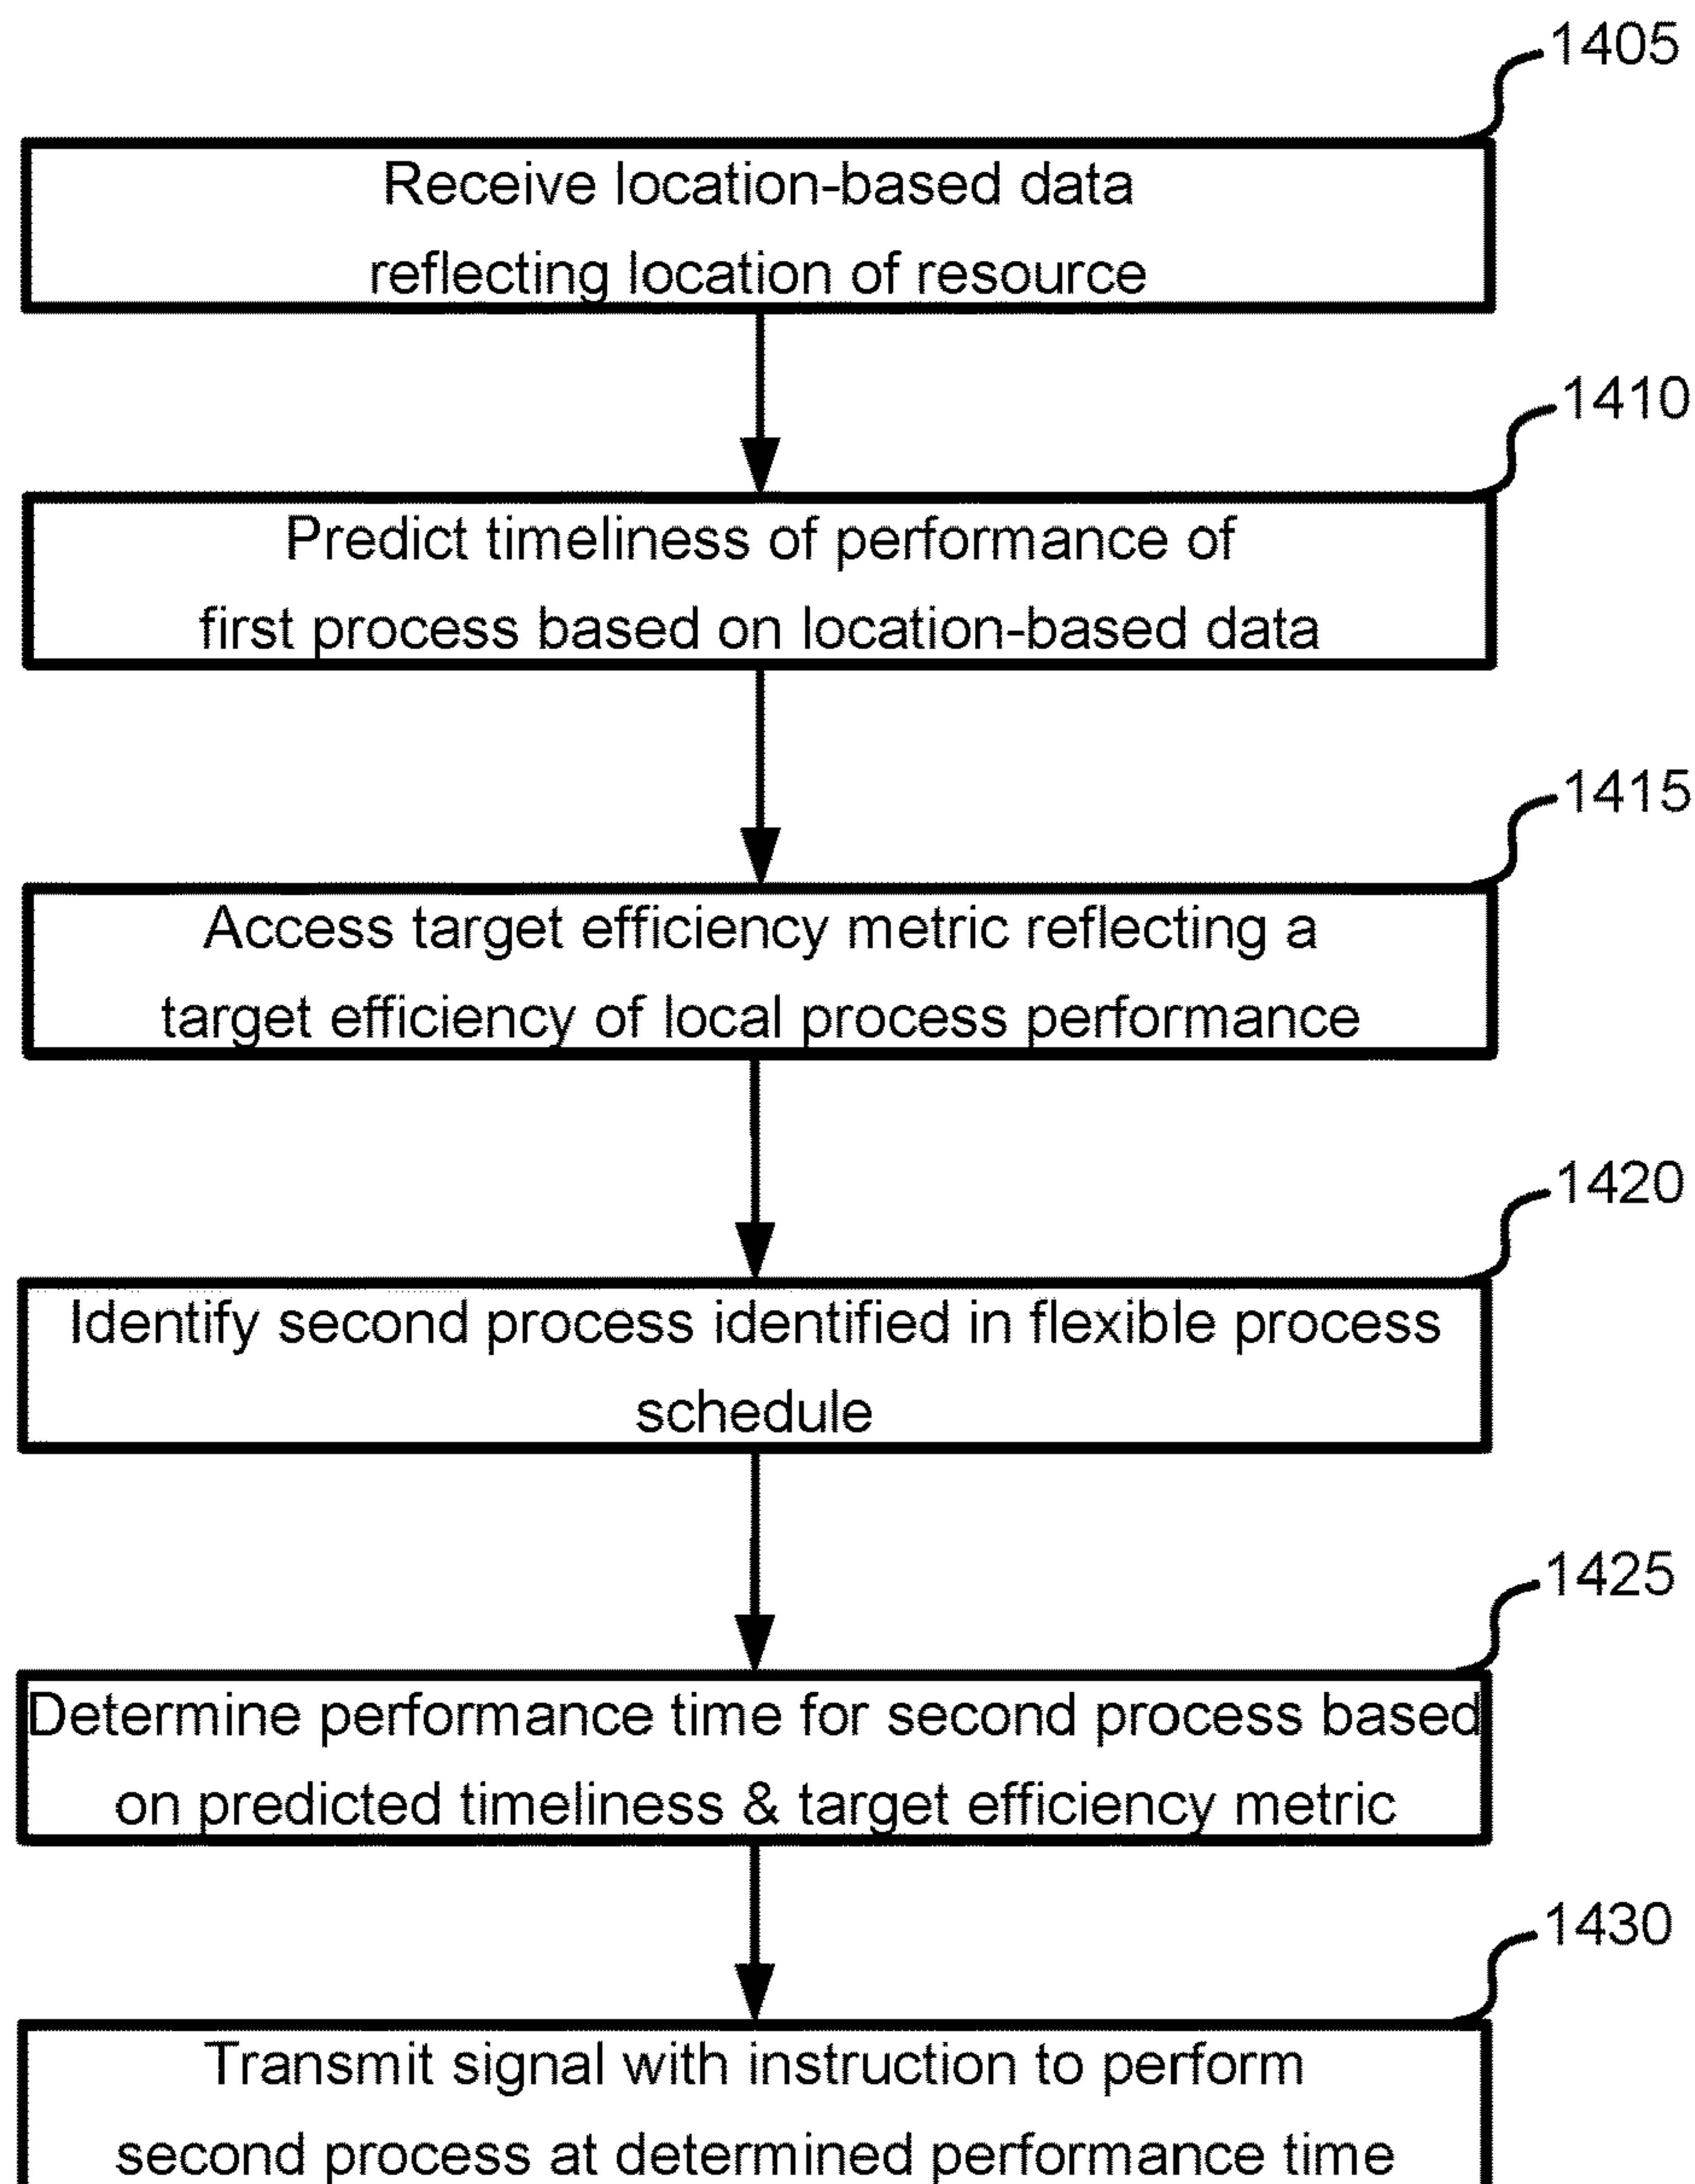 1405
Receive location-based data
reflecting location of resource
1410
Predict timeliness of performance of
first process based on location-based data
1415
Access target efficiency metric reflecting a
target efficiency of local process performance
1420
Identify second process identified in flexible process
schedule
1425
Determine performance time for second process based
on predicted timeliness & target efficiency metric
1430
Transmit signal with instruction to perform
second process at determined performance time